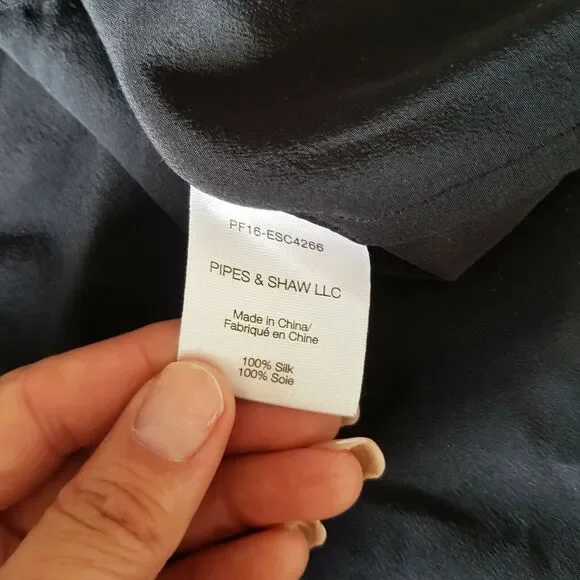 PF16-ESC4266
PIPES & SHAW LLC
Made in China/
Fabriqué en Chine
100% Silk
100% Soie